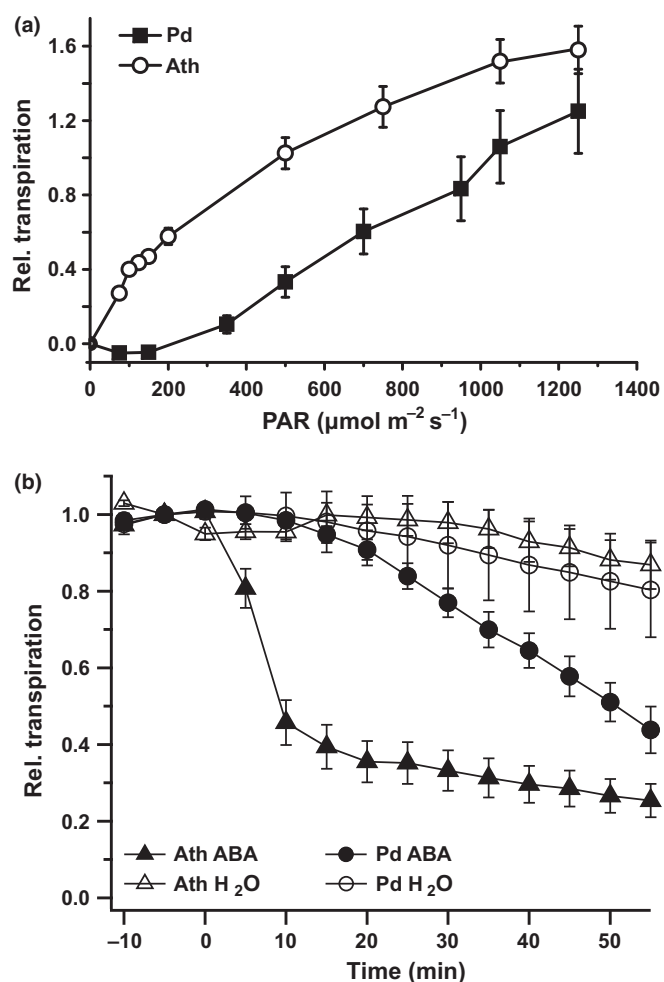 (a)
Pd
Ath
1.6
1.2
0.8
0.4
0.0
Rel. transpiration
0 200 400 600 800 1000 1200 1400
PAR (µmol m⁻² s⁻¹)
(b)
1.0
0.8
0.6
0.4
0.2
0.0
Rel. transpiration
Ath ABA Pd ABA
Ath H₂O Pd H₂O
–10 0 10 20 30 40 50
Time (min)